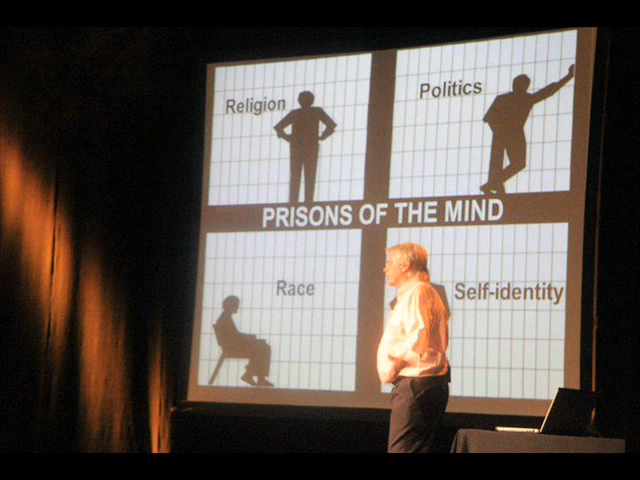 Religion
Politics
PRISONS OF THE MIND
Race
Self-identity